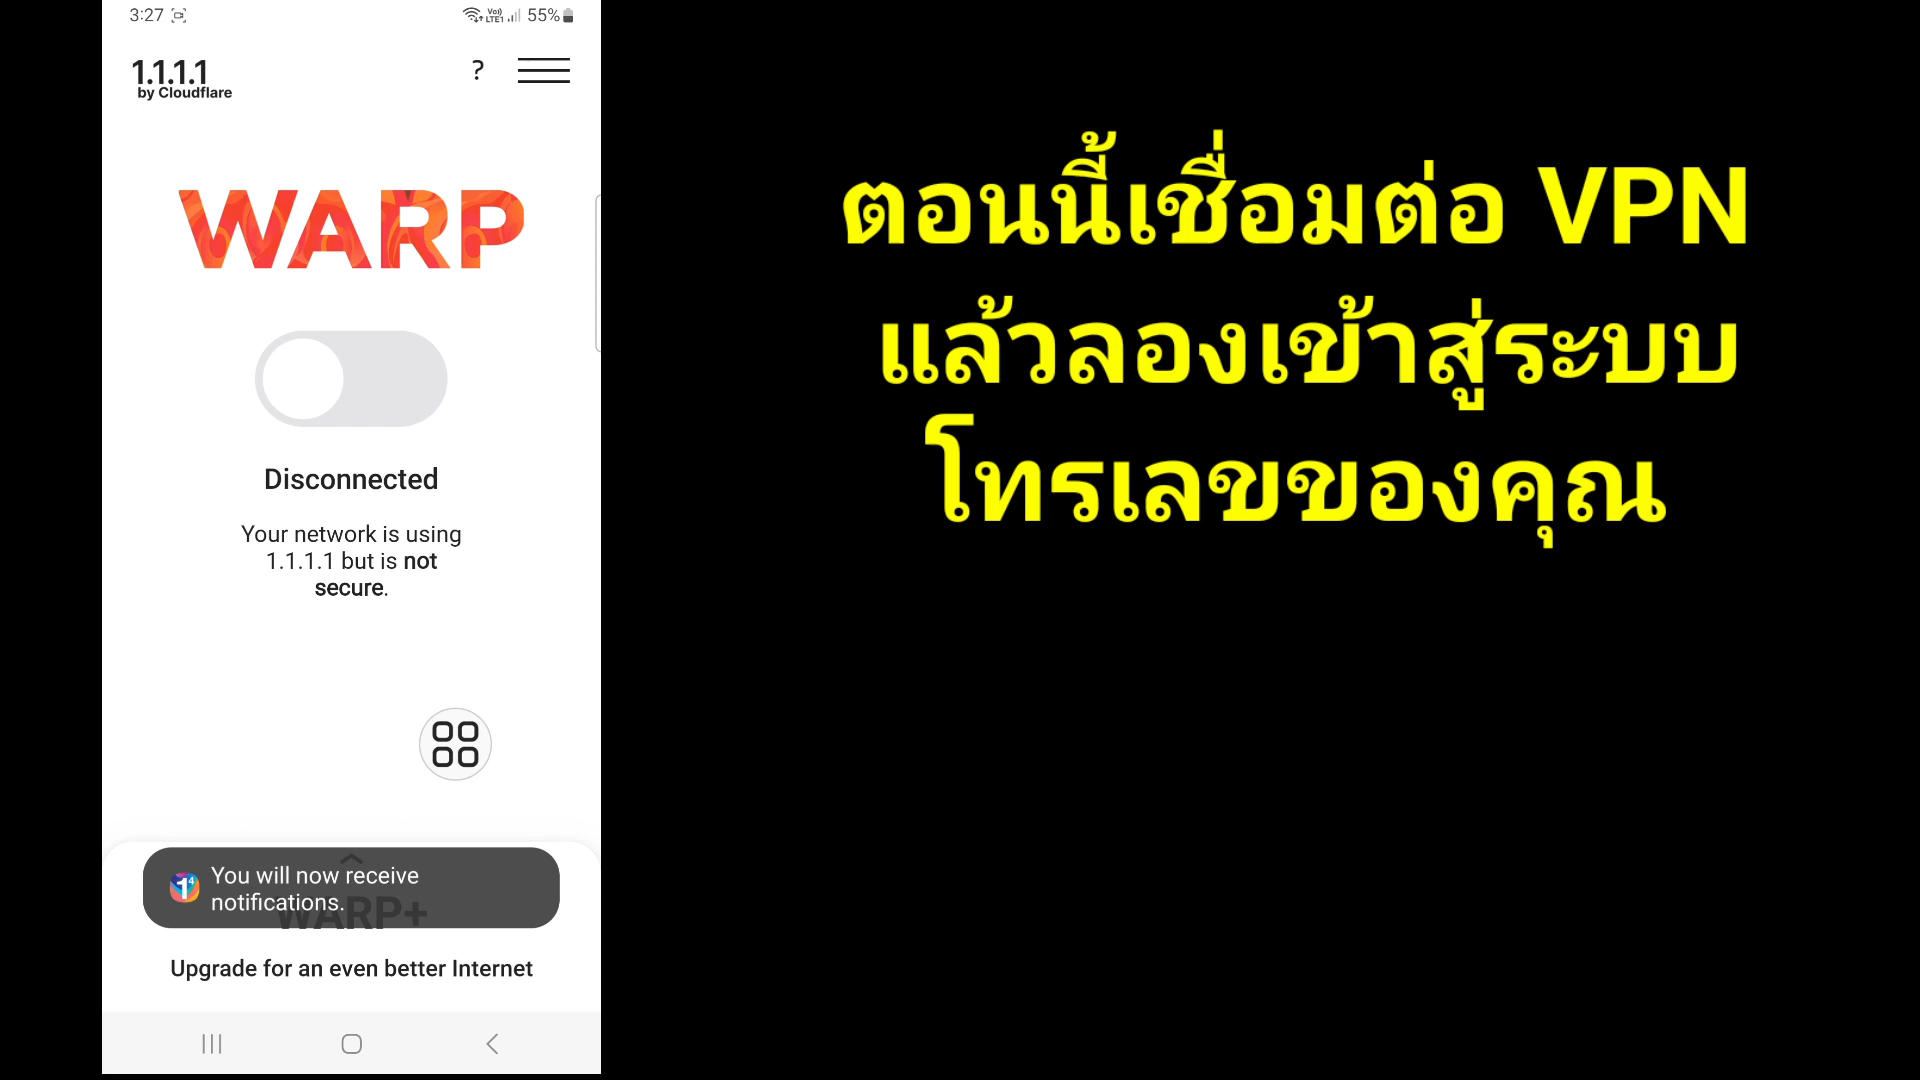 3:27
Vo))
LTE1
55%
1.1.1.1
by Cloudflare
?
WARP
Disconnected
Your network is using
1.1.1.1 but is not
secure.
You will now receive
notifications.
WARP+
Upgrade for an even better Internet
ตอนนี้เชื่อมต่อ VPN
แล้วลองเข้าสู่ระบบ
โทรเลขของคุณ